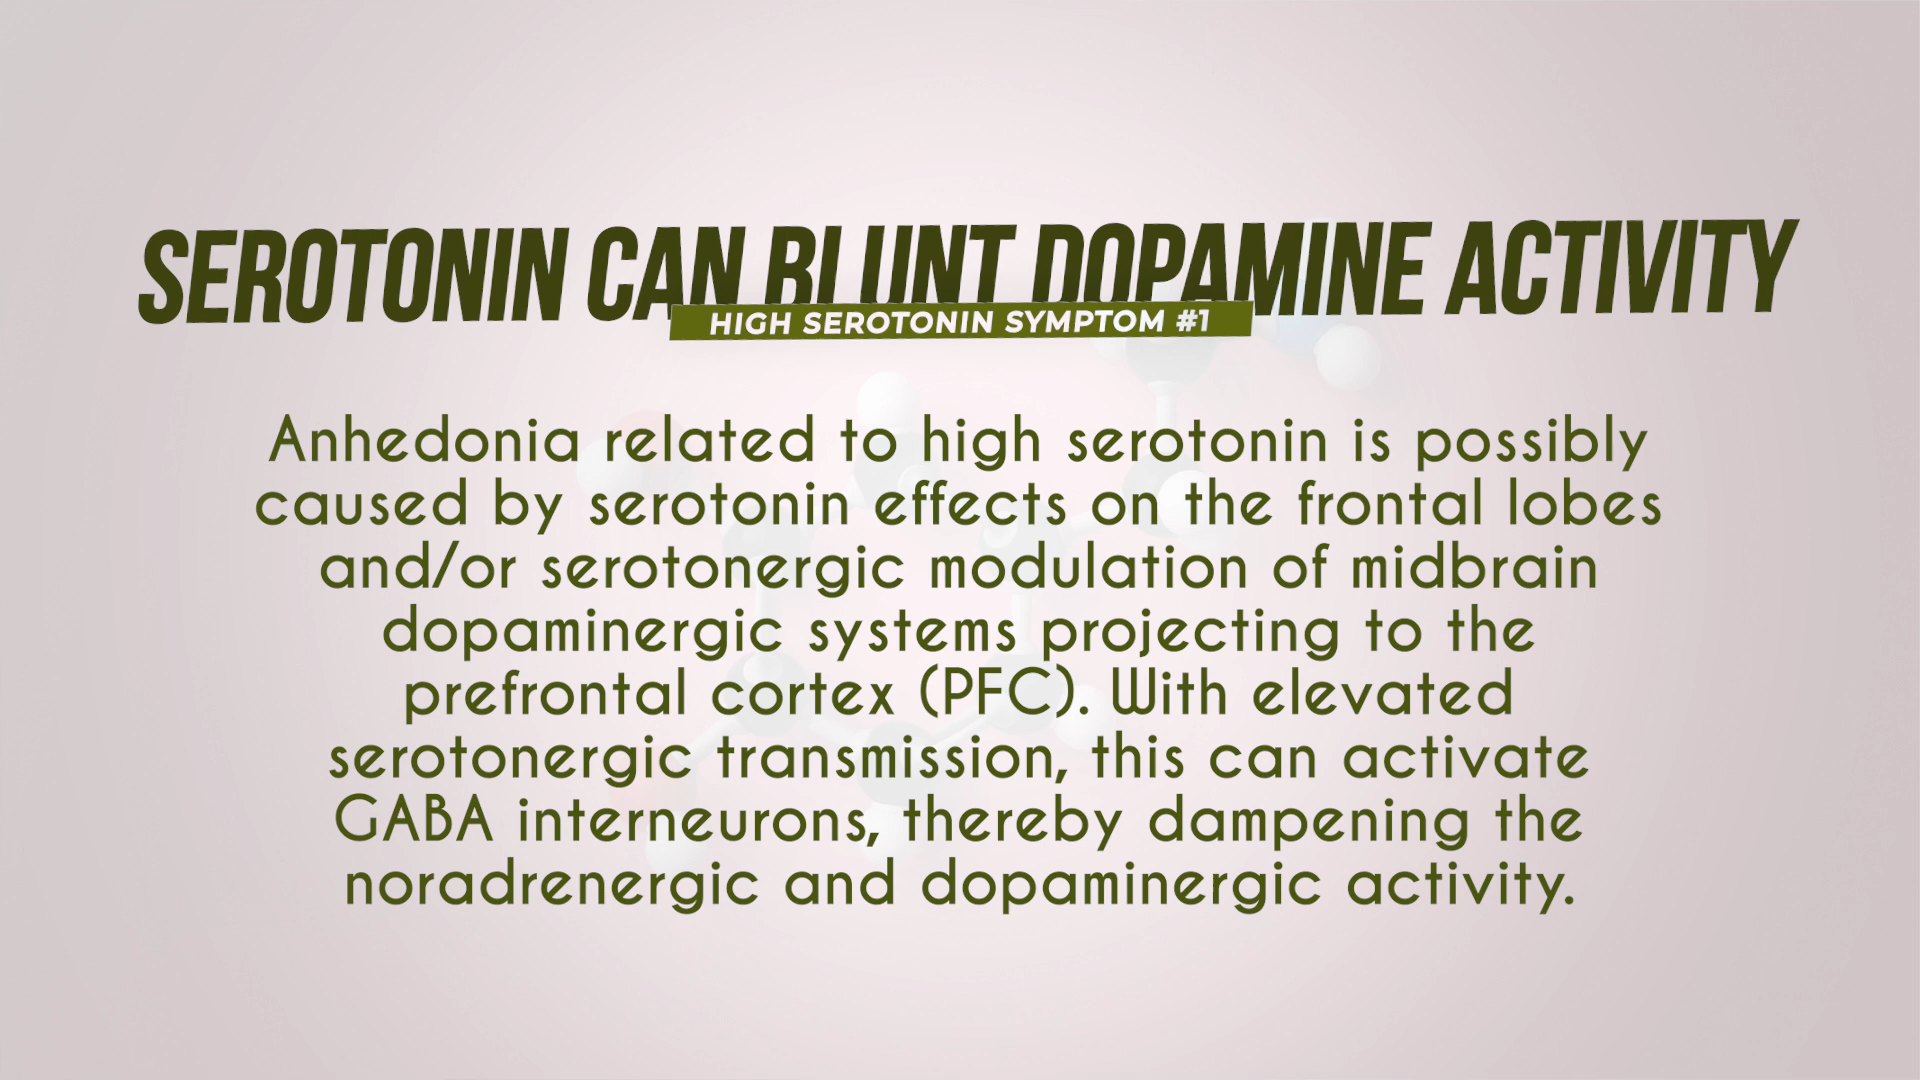 SEROTONIN CAN BLUNT DOPAMINE ACTIVITY
HIGH SEROTONIN SYMPTOM #1
Anhedonia related to high serotonin is possibly
caused by serotonin effects on the frontal lobes
and/or serotonergic modulation of midbrain
dopaminergic systems projecting to the
prefrontal cortex (PFC). With elevated
serotonergic transmission, this can activate
GABA interneurons, thereby dampening the
noradrenergic and dopaminergic activity.